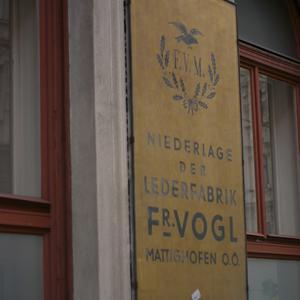 F.V.M.
NIEDERLAGE
DER
LEDERFABRIK
FR. VOGL
MATTIGHOFEN O.Ö.